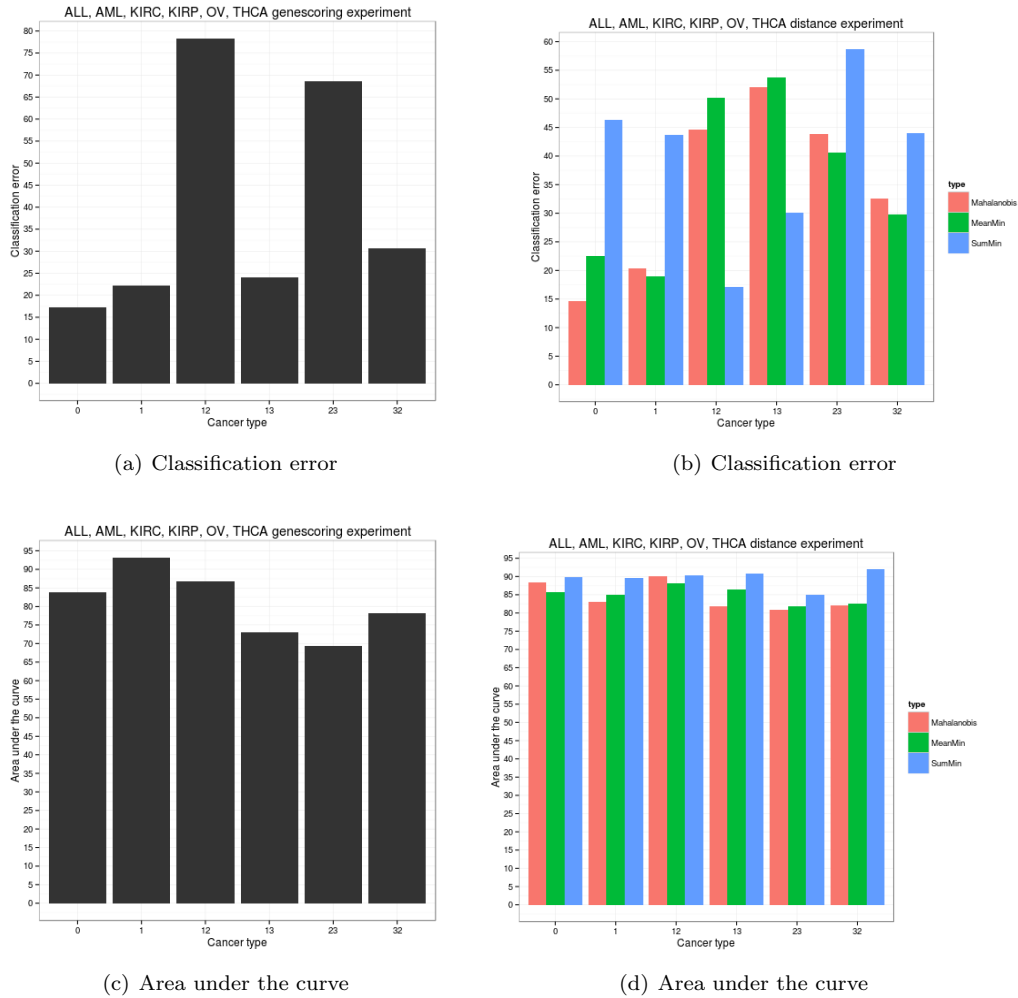 ALL, AML, KIRC, KIRP, OV, THCA genescoring experiment
80
75
70
65
60
55
50
45
40
35
30
25
20
15
10
5
0
Classification error
0 1 12 13 23 32
Cancer type
(a) Classification error
ALL, AML, KIRC, KIRP, OV, THCA distance experiment
60
55
50
45
40
35
30
25
20
15
10
5
0
Classification error
0 1 12 13 23 32
Cancer type
type
Mahalanobis
MeanMin
SumMin
(b) Classification error
ALL, AML, KIRC, KIRP, OV, THCA genescoring experiment
95
90
85
80
75
70
65
60
55
50
45
40
35
30
25
20
15
10
5
0
Area under the curve
0 1 12 13 23 32
Cancer type
(c) Area under the curve
ALL, AML, KIRC, KIRP, OV, THCA distance experiment
95
90
85
80
75
70
65
60
55
50
45
40
35
30
25
20
15
10
5
0
Area under the curve
0 1 12 13 23 32
Cancer type
type
Mahalanobis
MeanMin
SumMin
(d) Area under the curve